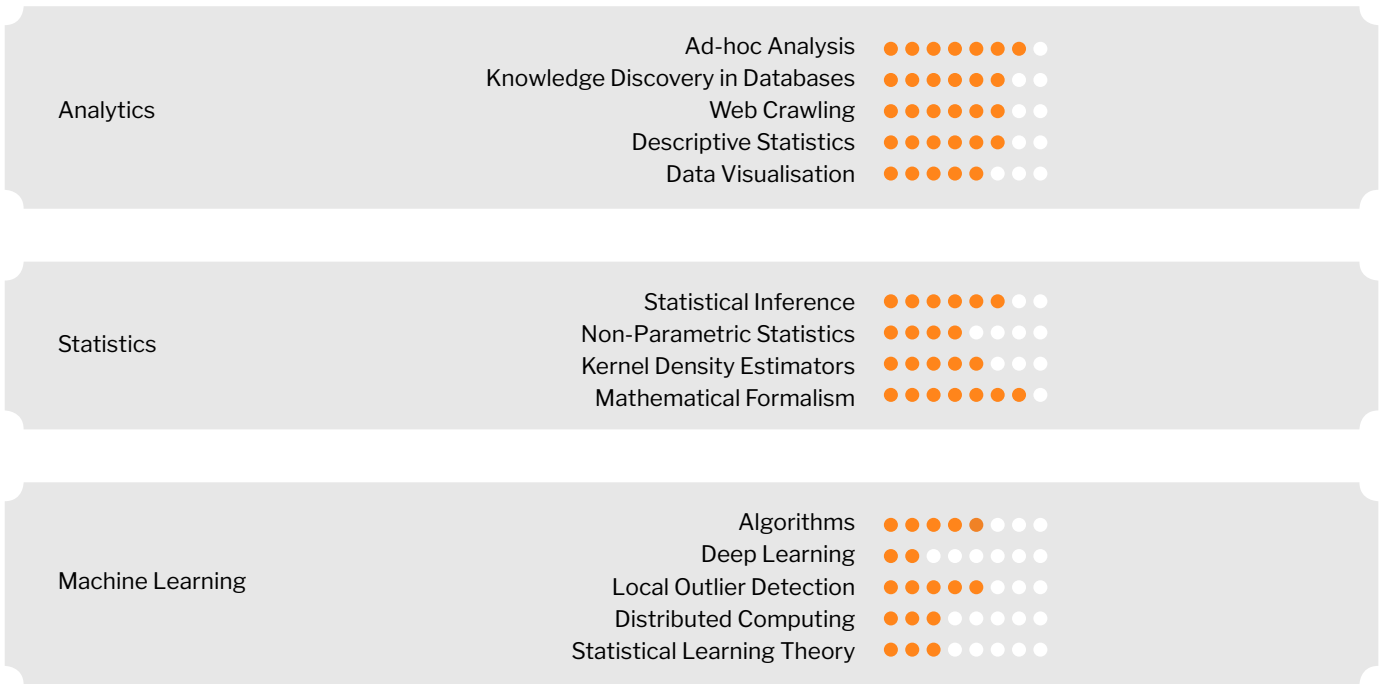 Analytics
Ad-hoc Analysis
Knowledge Discovery in Databases
Web Crawling
Descriptive Statistics
Data Visualisation
Statistics
Statistical Inference
Non-Parametric Statistics
Kernel Density Estimators
Mathematical Formalism
Machine Learning
Algorithms
Deep Learning
Local Outlier Detection
Distributed Computing
Statistical Learning Theory